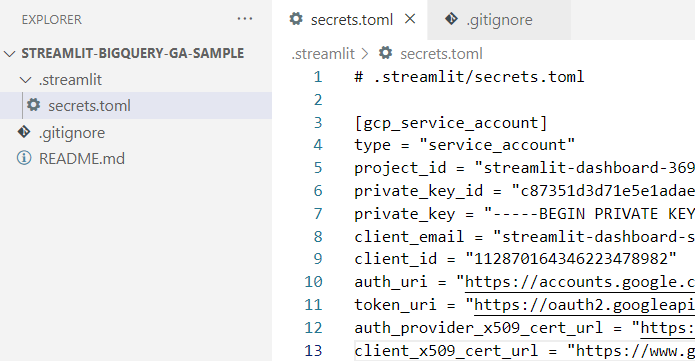 EXPLORER ···
STREAMLIT-BIGQUERY-GA-SAMPLE
.streamlit
secrets.toml
.gitignore
README.md
secrets.toml × .gitignore
.streamlit > secrets.toml
1 # .streamlit/secrets.toml
2
3 [gcp_service_account]
4 type = "service_account"
5 project_id = "streamlit-dashboard-369
6 private_key_id = "c87351d3d71e5e1adae
7 private_key = "-----BEGIN PRIVATE KEY
8 client_email = "streamlit-dashboard-s
9 client_id = "112870164346223478982"
10 auth_uri = "https://accounts.google.c
11 token_uri = "https://oauth2.googleapi
12 auth_provider_x509_cert_url = "https:
13 client_x509_cert_url = "https://www.g